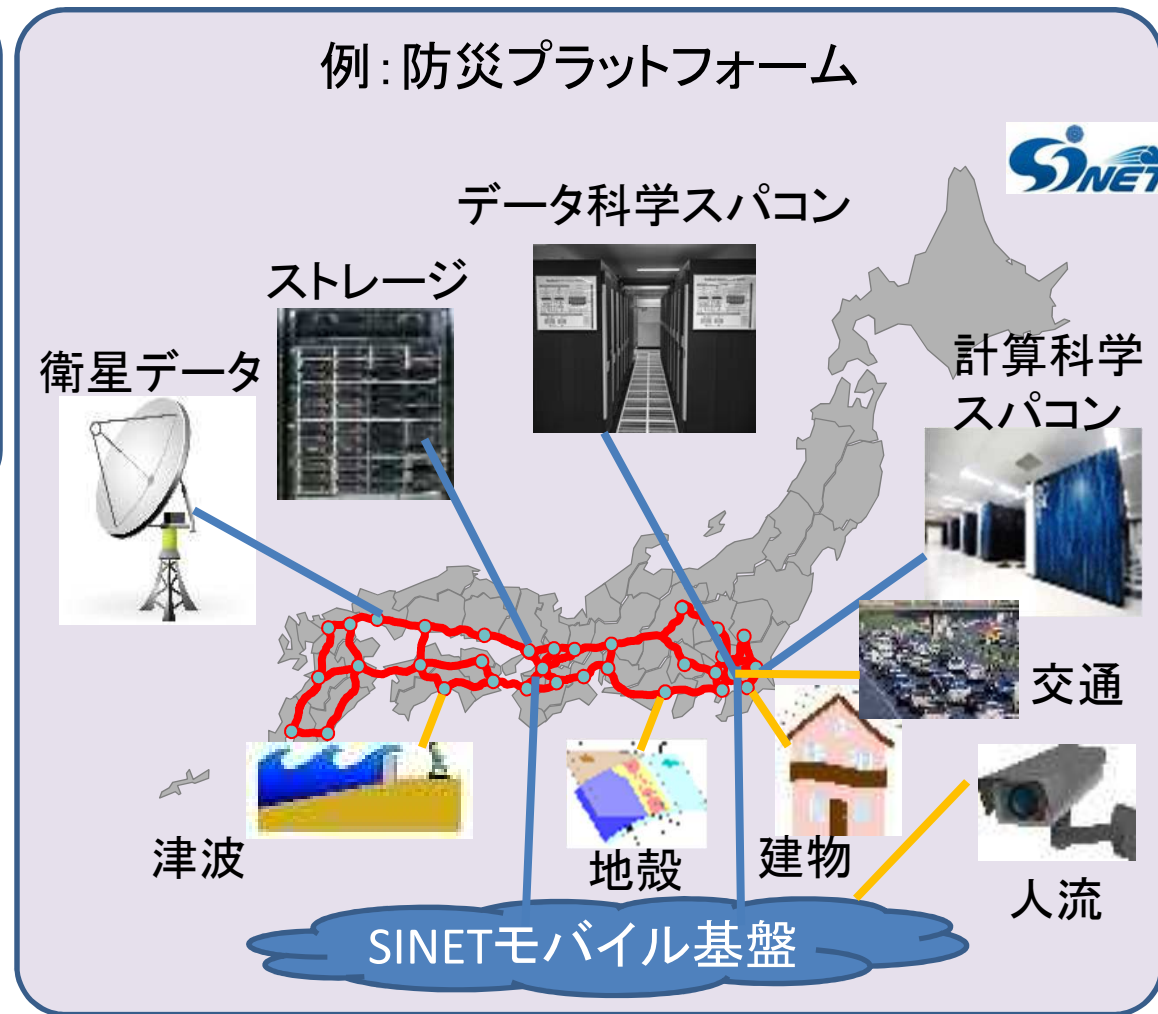 例：防災プラットフォーム
SINET
データ科学スパコン
ストレージ
衛星データ
計算科学
スパコン
交通
津波
地殻
建物
人流
SINETモバイル基盤